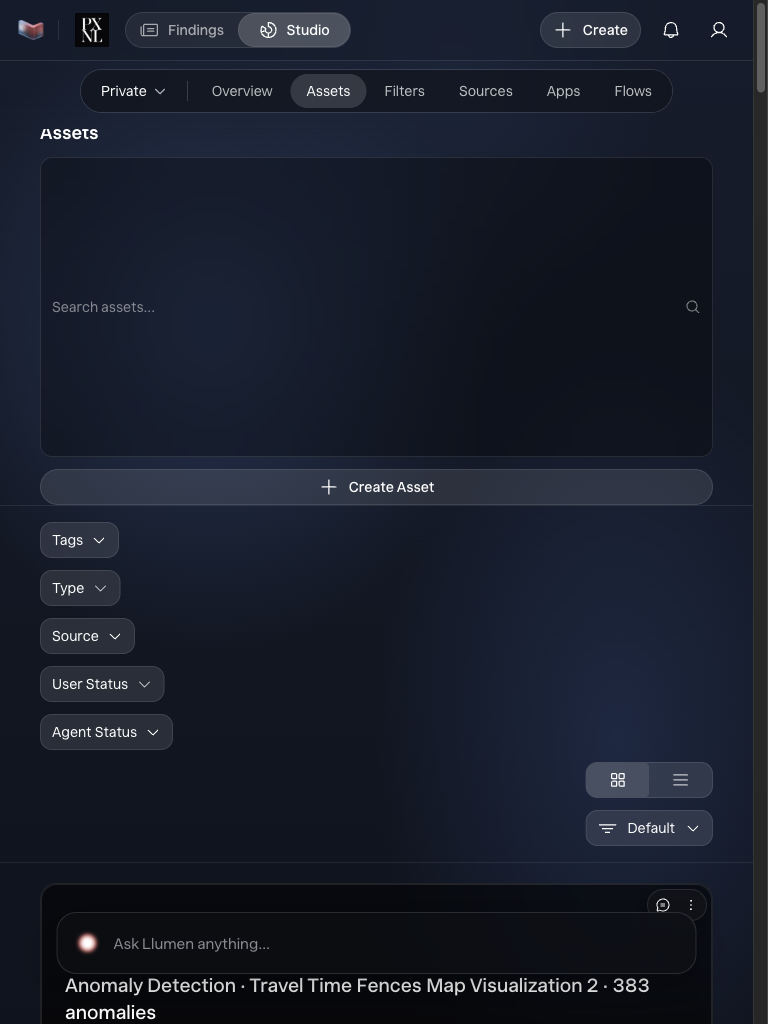 PX
NL
Findings
Studio
Create
Private
Overview
Assets
Filters
Sources
Apps
Flows
Assets
Search assets...
Create Asset
Tags
Type
Source
User Status
Agent Status
Default
Ask Llumen anything...
Anomaly Detection · Travel Time Fences Map Visualization 2 · 383
anomalies